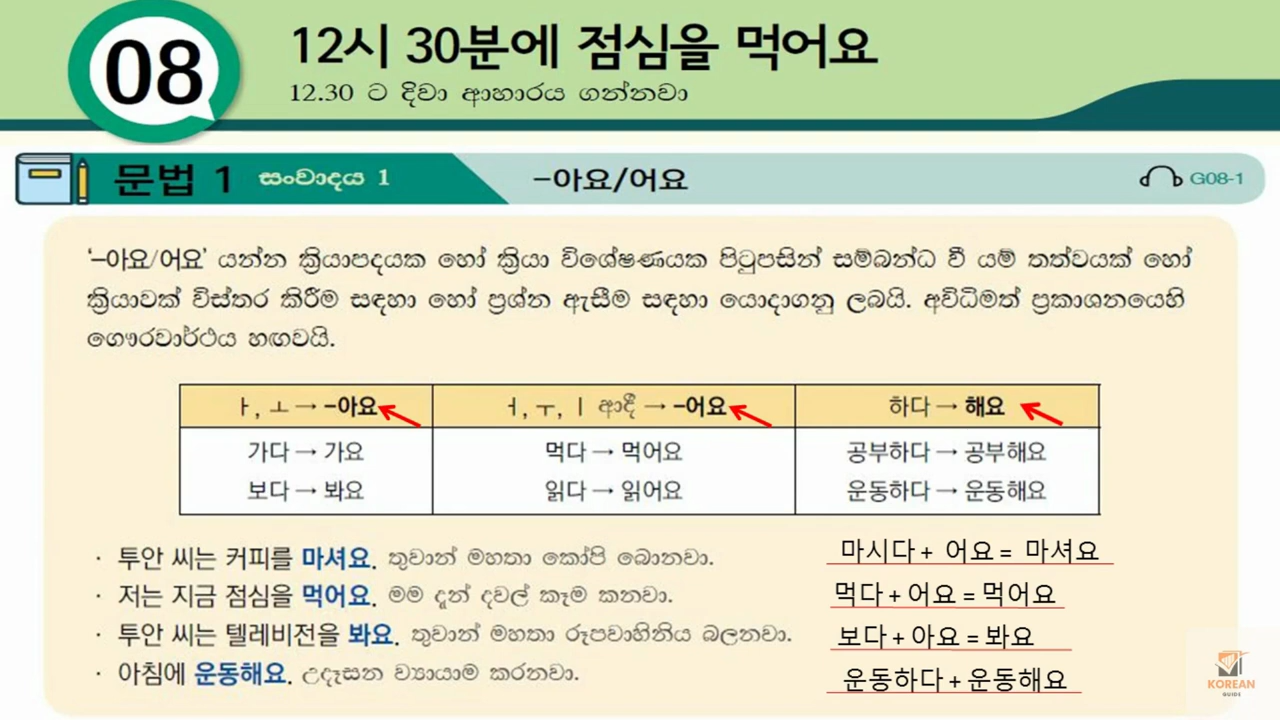 08
12시 30분에 점심을 먹어요
12.30 ට දිවා ආහාරය ගන්නවා
문법 1 සංවාදය 1 –아요/어요 G08-1
‘–아요/어요’ යන්න ක්‍රියාපදයක හෝ ක්‍රියා විශේෂණයක පිටුපසින් සම්බන්ධ වී යම් තත්වයක් හෝ
ක්‍රියාවක් විස්තර කිරීම සඳහා හෝ ප්‍රශ්න ඇසීම සඳහා යොදාගනු ලබයි. අවිධිමත් ප්‍රකාශනයෙහි
ගෞරවාර්ථය හඟවයි.
ㅏ, ㅗ → –아요 ㅓ, ㅜ, ㅣ ආදී → –어요 하다 → 해요
가다 → 가요 먹다 → 먹어요 공부하다 → 공부해요
보다 → 봐요 읽다 → 읽어요 운동하다 → 운동해요
· 투안 씨는 커피를 마셔요. තුවාන් මහතා කෝපි බොනවා. 마시다 + 어요 = 마셔요
· 저는 지금 점심을 먹어요. මම දැන් දවල් කෑම කනවා. 먹다 + 어요 = 먹어요
· 투안 씨는 텔레비전을 봐요. තුවාන් මහතා රූපවාහිනිය බලනවා. 보다 + 아요 = 봐요
· 아침에 운동해요. උදෑසන ව්‍යායාම කරනවා. 운동하다 + 운동해요
KOREAN
GUIDE